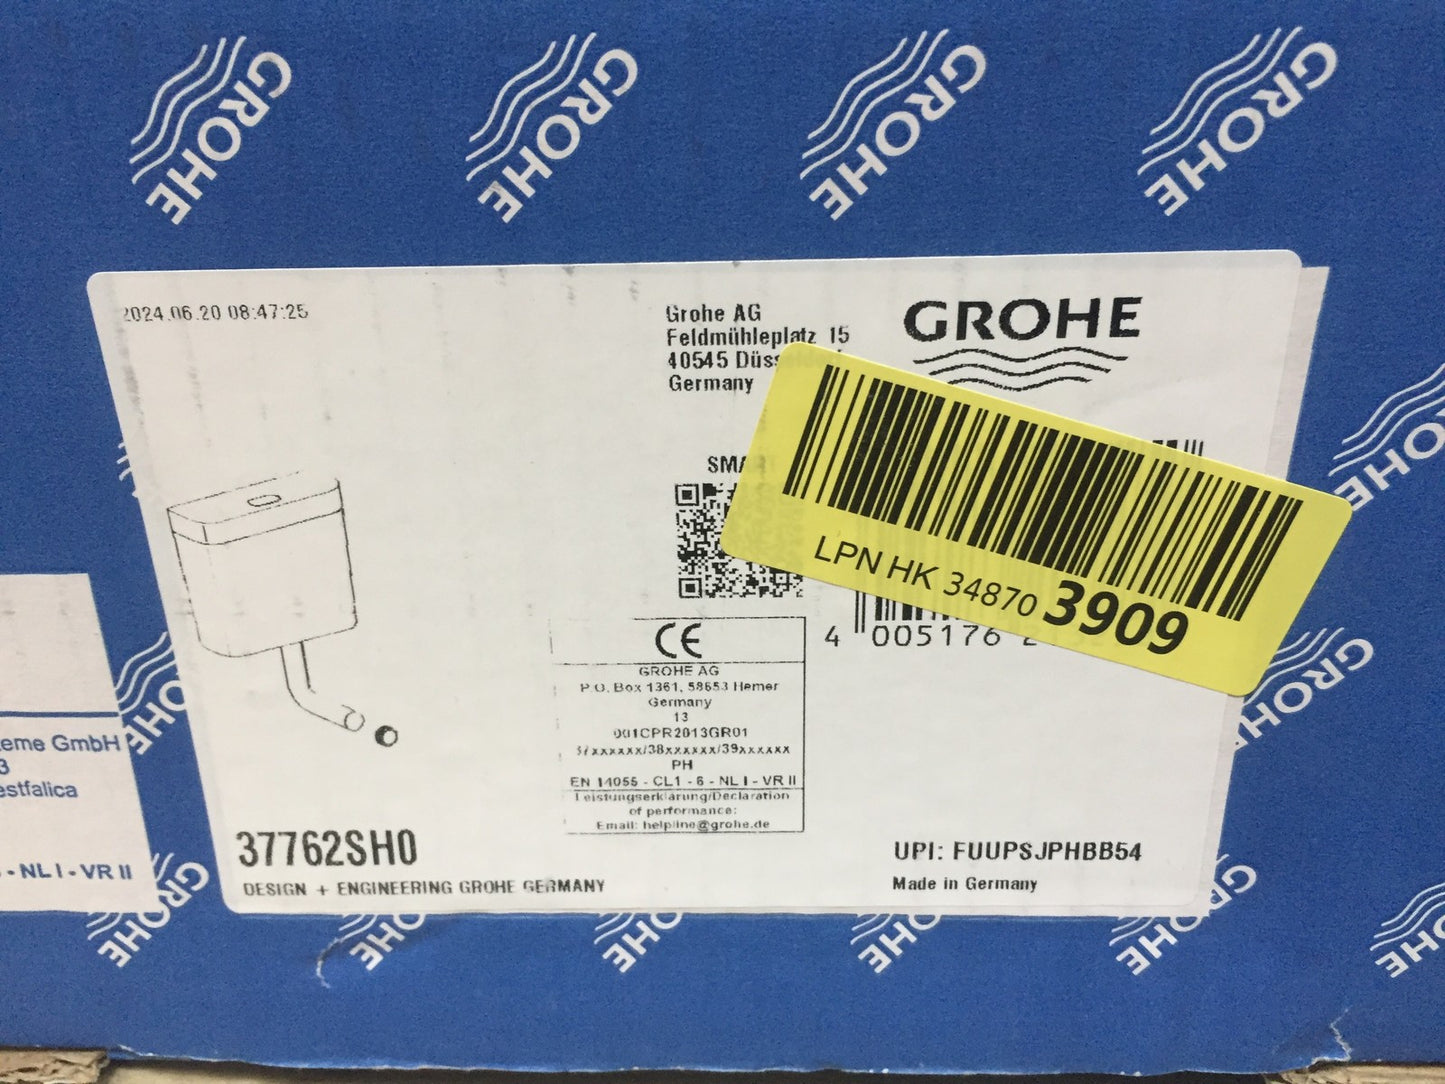 GROHE
GROHE
GROHE
GROHE
2024.06.20 08:47:25
Grohe AG
Feldmühleplatz 15
40545
Germany
GROHE
LPN HK 34870 3909
4 005176
CE
GROHE AG
P.O. Box 1361, 58653 Hemer
Germany
13
001CPR2013GR01
37xxxxxx/38xxxxxx/39xxxxxx
PH
EN 14055 - CL1 - 6 - NL I - VR II
Leistungserklärung/Declaration
of performance:
Email: helpline@grohe.de
37762SH0
DESIGN + ENGINEERING GROHE GERMANY
UPI: FUUPSJPHBB54
Made in Germany
GmbH
3
- NL I - VR II
GROHE
GROHE
GROHE
GROHE